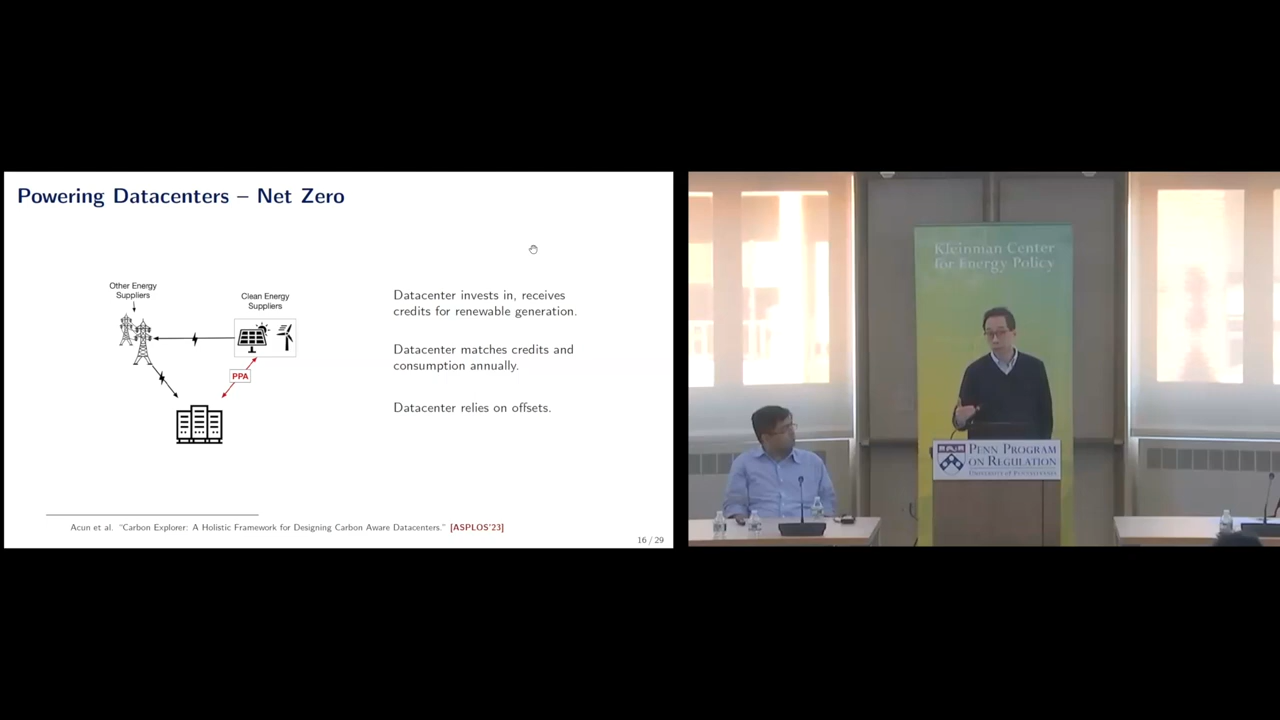 Powering Datacenters – Net Zero
Other Energy
Suppliers
Clean Energy
Suppliers
PPA
Datacenter invests in, receives
credits for renewable generation.
Datacenter matches credits and
consumption annually.
Datacenter relies on offsets.
Acun et al. “Carbon Explorer: A Holistic Framework for Designing Carbon Aware Datacenters.” [ASPLOS'23]
16 / 29
Kleinman Center
for Energy Policy
PENN PROGRAM
ON REGULATION
UNIVERSITY OF PENNSYLVANIA